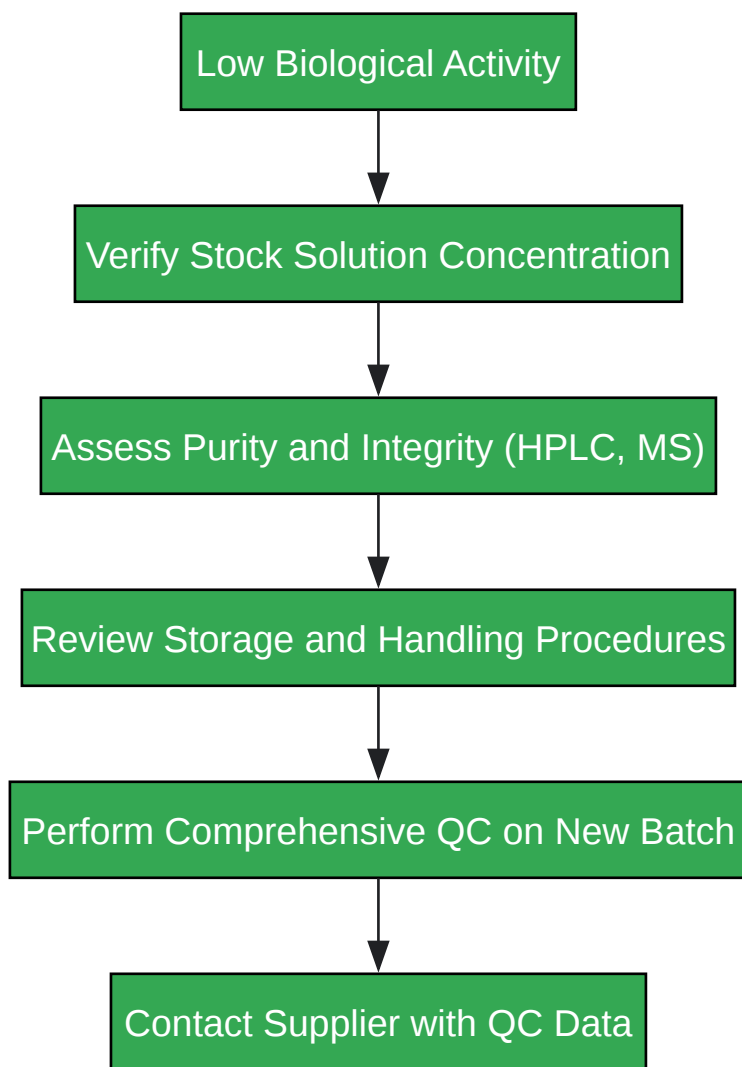 Low Biological Activity
Verify Stock Solution Concentration
Assess Purity and Integrity (HPLC, MS)
Review Storage and Handling Procedures
Perform Comprehensive QC on New Batch
Contact Supplier with QC Data